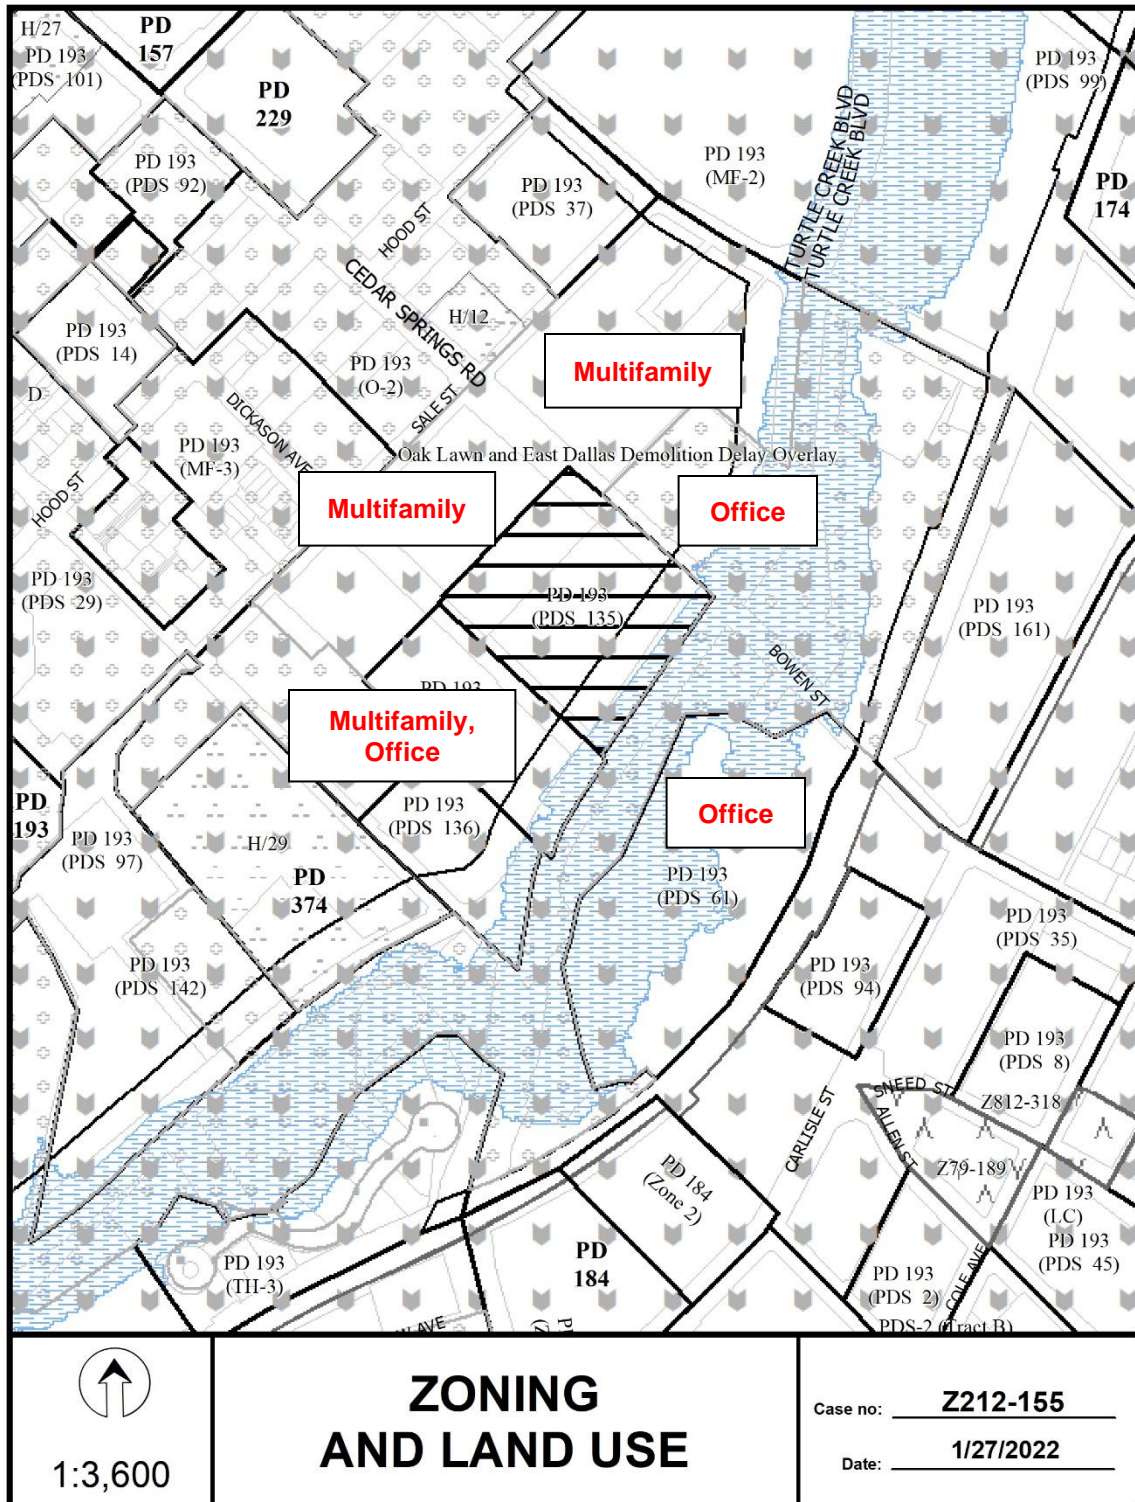 H/27
PD 193
(PDS 101)
PD
157
PD
229
PD 193
(PDS 92)
PD 193
(PDS 37)
PD 193
(MF-2)
TURTLE CREEK BLVD
TURTLE CREEK BLVD
PD 193
(PDS 99)
PD
174
HOOD ST
CEDAR SPRINGS RD
H/12
PD 193
(PDS 14)
D
PD 193
(O-2)
SALE ST
DICKASON AVE
PD 193
(MF-3)
HOOD ST
PD 193
(PDS 29)
Multifamily
Oak Lawn and East Dallas Demolition Delay Overlay
Multifamily
Office
PD 193
(PDS 135)
PD 193
(PDS 161)
BOWEN ST
PD 193
Multifamily,
Office
Office
PD
193
PD 193
(PDS 97)
H/29
PD
374
PD 193
(PDS 136)
PD 193
(PDS 61)
PD 193
(PDS 142)
PD 193
(PDS 94)
PD 193
(PDS 35)
PD 193
(PDS 8)
SNEED ST
Z812-318
ALLEN ST
CARLISLE ST
Z79-189
PD 193
(LC)
PD 193
(PDS 45)
COLE AVE
PD 193
(PDS 2)
PDS-2 (Tract B)
PD 184
(Zone 2)
PD
184
PD 193
(TH-3)
AVE
1:3,600
ZONING
AND LAND USE
Case no: Z212-155
Date: 1/27/2022